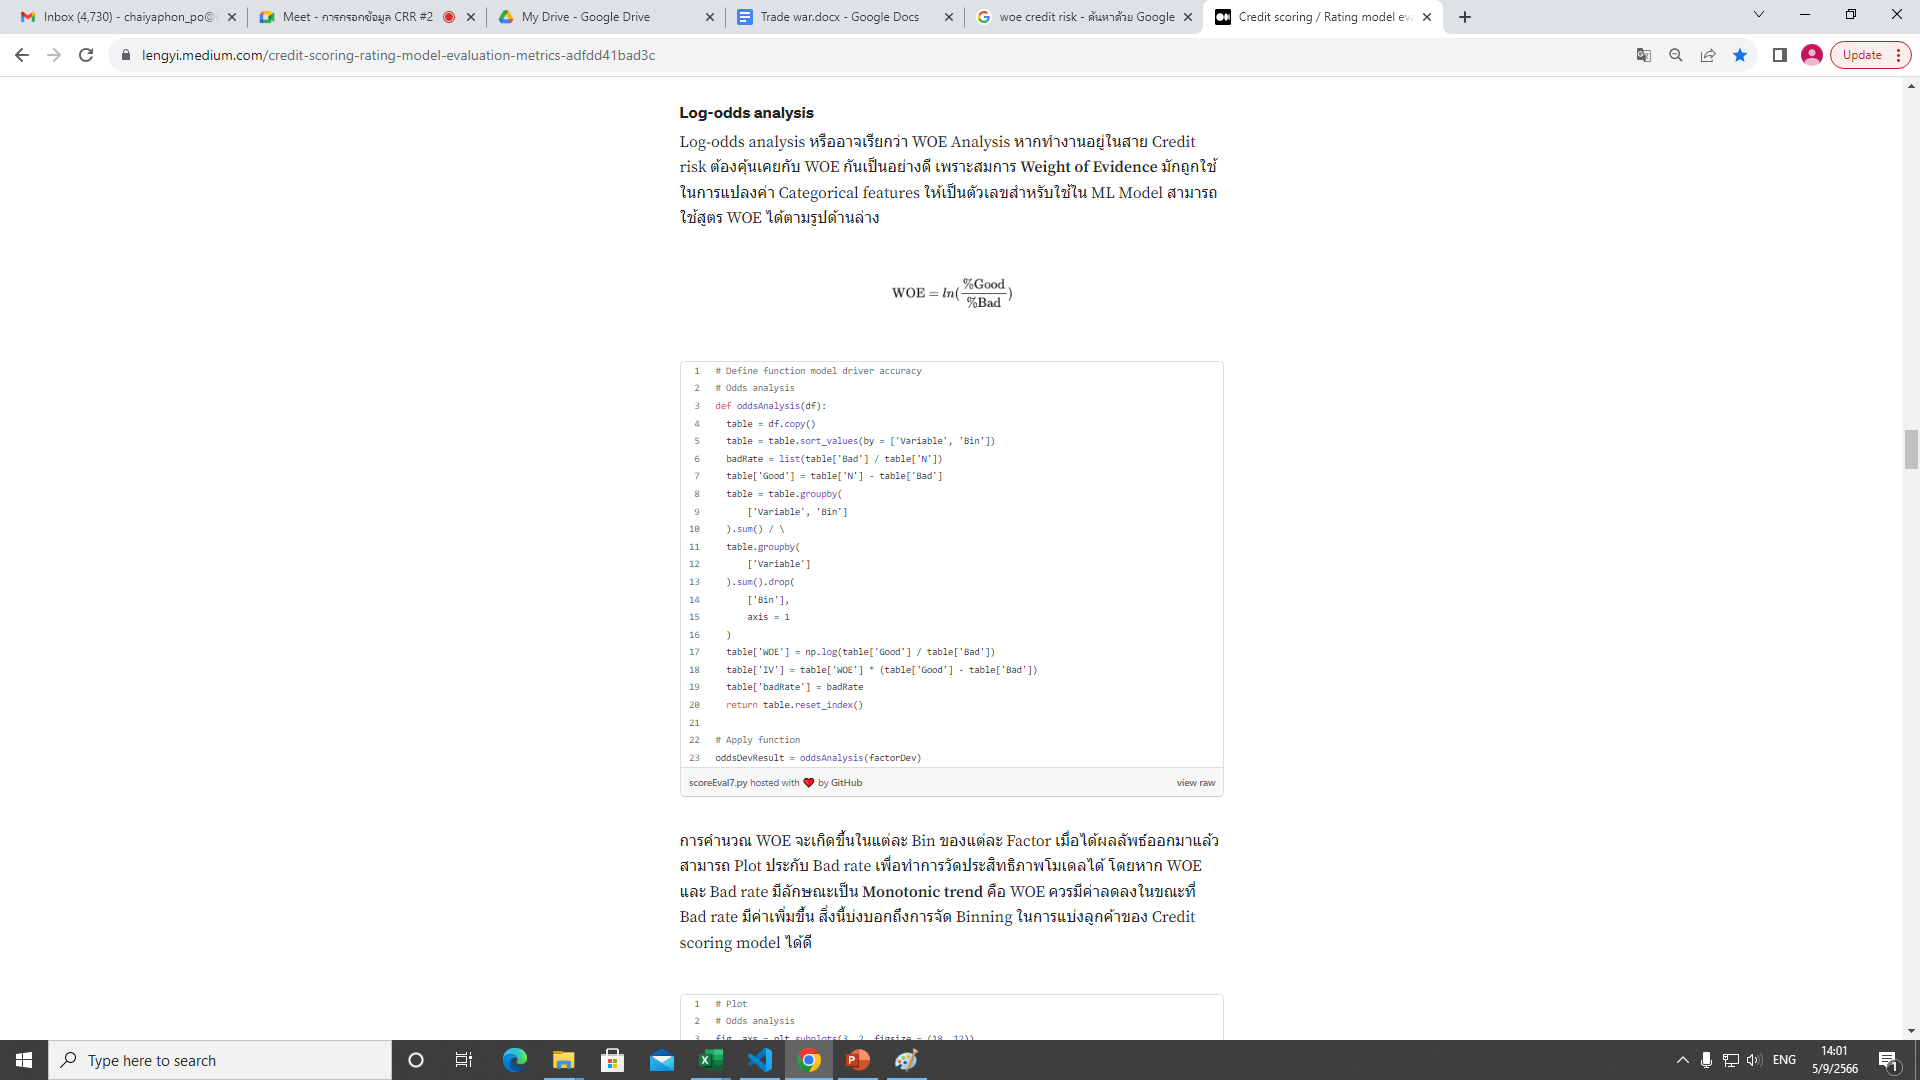 Inbox (4,730) - chaiyaphon_po@
Meet - การกรอกข้อมูล CRR #2
My Drive - Google Drive
Trade war.docx - Google Docs
woe credit risk - ค้นหาด้วย Google
Credit scoring / Rating model ev
lengyi.medium.com/credit-scoring-rating-model-evaluation-metrics-adfdd41bad3c
Update
Log-odds analysis
Log-odds analysis หรืออาจเรียกว่า WOE Analysis หากทำงานอยู่ในสาย Credit
risk ต้องคุ้นเคยกับ WOE กันเป็นอย่างดี เพราะสมการ Weight of Evidence มักถูกใช้
ในการแปลงค่า Categorical features ให้เป็นตัวเลขสำหรับใช้ใน ML Model สามารถ
ใช้สูตร WOE ได้ตามรูปด้านล่าง
WOE = ln(%Good/%Bad)
1 # Define function model driver accuracy
2 # Odds analysis
3 def oddsAnalysis(df):
4 table = df.copy()
5 table = table.sort_values(by = ['Variable', 'Bin'])
6 badRate = list(table['Bad'] / table['N'])
7 table['Good'] = table['N'] - table['Bad']
8 table = table.groupby(
9 ['Variable', 'Bin']
10 ).sum() / \
11 table.groupby(
12 ['Variable']
13 ).sum().drop(
14 ['Bin'],
15 axis = 1
16 )
17 table['WOE'] = np.log(table['Good'] / table['Bad'])
18 table['IV'] = table['WOE'] * (table['Good'] - table['Bad'])
19 table['badRate'] = badRate
20 return table.reset_index()
21
22 # Apply function
23 oddsDevResult = oddsAnalysis(factorDev)
scoreEval7.py hosted with ❤ by GitHub view raw
การคำนวณ WOE จะเกิดขึ้นในแต่ละ Bin ของแต่ละ Factor เมื่อได้ผลลัพธ์ออกมาแล้ว
สามารถ Plot ประกับ Bad rate เพื่อทำการวัดประสิทธิภาพโมเดลได้ โดยหาก WOE
และ Bad rate มีลักษณะเป็น Monotonic trend คือ WOE ควรมีค่าลดลงในขณะที่
Bad rate มีค่าเพิ่มขึ้น สิ่งนี้บ่งบอกถึงการจัด Binning ในการแบ่งลูกค้าของ Credit
scoring model ได้ดี
1 # Plot
2 # Odds analysis
3 fig, axs = plt.subplots(3, 2, figsize = (18, 12))
Type here to search
ENG
14:01
5/9/2566
1